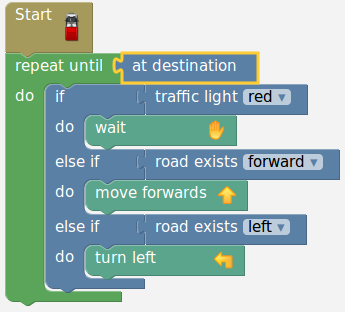 Start
repeat until at destination
do if traffic light red
do wait
else if road exists forward
do move forwards
else if road exists left
do turn left